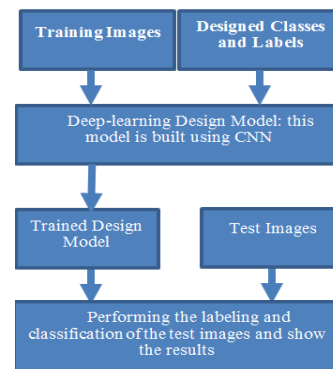 Training Images
Designed Classes
and Labels
Deep-learning Design Model: this
model is built using CNN
Trained Design
Model
Test Images
Performing the labeling and
classification of the test images and show
the results